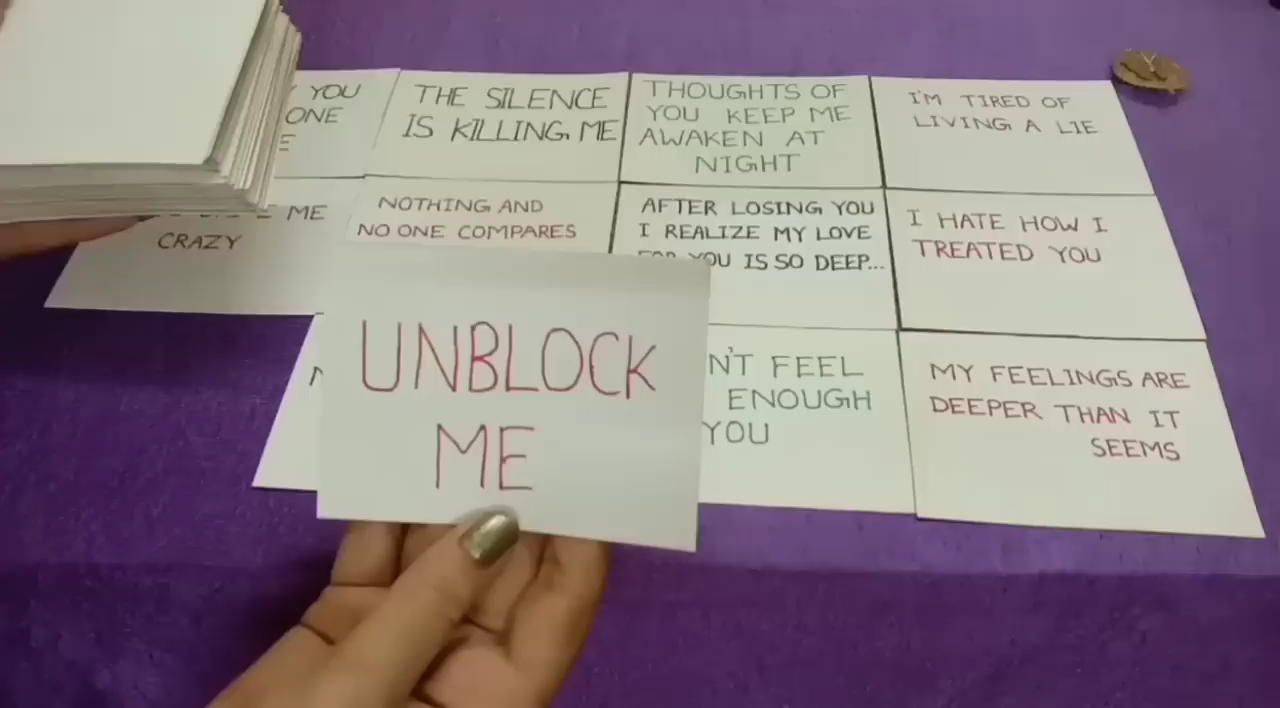 YOU
ONE
THE SILENCE
IS KILLING ME
THOUGHTS OF
YOU KEEP ME
AWAKEN AT
NIGHT
I'M TIRED OF
LIVING A LIE
ME
CRAZY
NOTHING AND
NO ONE COMPARES
AFTER LOSING YOU
I REALIZE MY LOVE
FOR YOU IS SO DEEP...
I HATE HOW I
TREATED YOU
UNBLOCK
ME
N'T FEEL
ENOUGH
YOU
MY FEELINGS ARE
DEEPER THAN IT
SEEMS